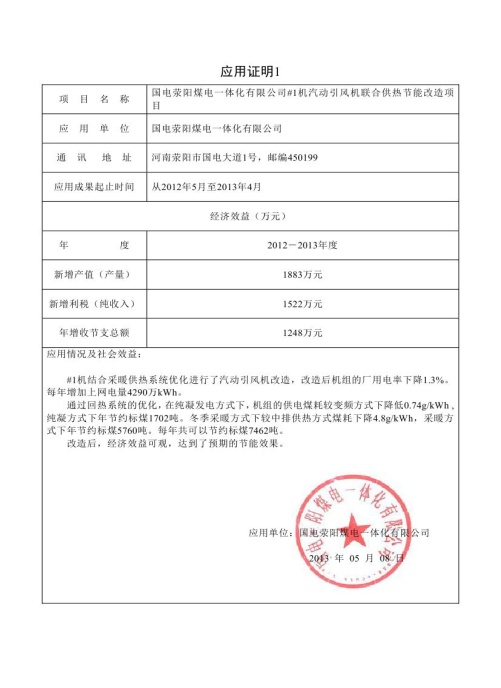 应用证明1
项 目 名 称 国电荥阳煤电一体化有限公司#1机汽动引风机联合供热节能改造项
目
应 用 单 位 国电荥阳煤电一体化有限公司
通 讯 地 址 河南荥阳市国电大道1号，邮编450199
应用成果起止时间 从2012年5月至2013年4月
经济效益（万元）
年 度 2012－2013年度
新增产值（产量） 1883万元
新增利税（纯收入） 1522万元
年增收节支总额 1248万元
应用情况及社会效益：
#1机结合采暖供热系统优化进行了汽动引风机改造，改造后机组的厂用电率下降1.3%。
每年增加上网电量4290万kWh。
通过回热系统的优化，在纯凝发电方式下，机组的供电煤耗较变频方式下降低0.74g/kWh，
纯凝方式下年节约标煤1702吨。冬季采暖方式下较中排供热方式煤耗下降4.8g/kWh，采暖方
式下年节约标煤5760吨。每年共可以节约标煤7462吨。
改造后，经济效益可观，达到了预期的节能效果。
国电荥阳煤电一体化有限公司
应用单位：国电荥阳煤电一体化有限公司
2013 年 05 月 08 日